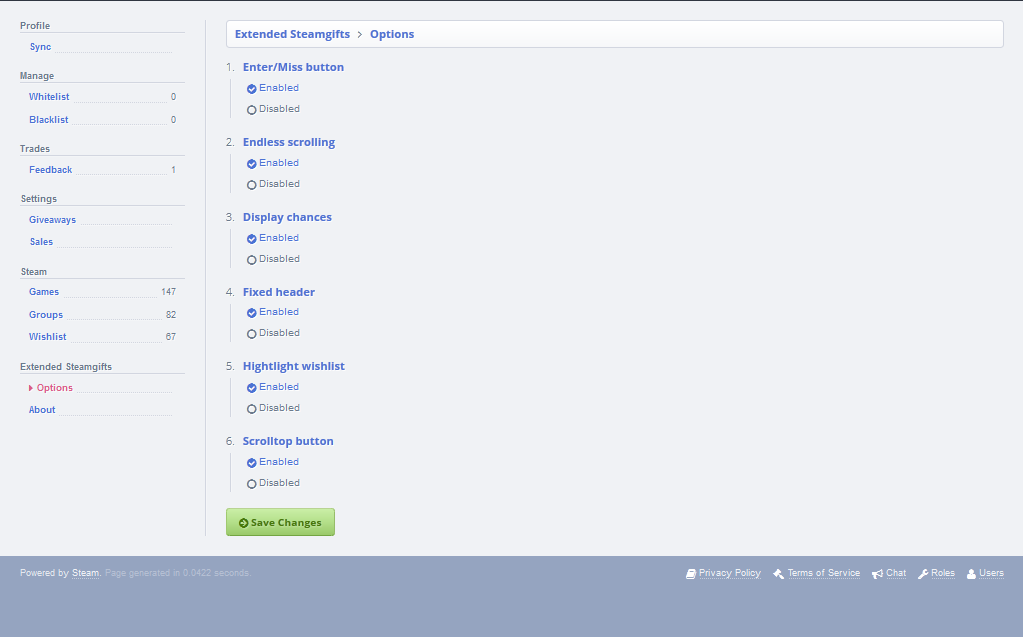 Profile
Sync
Manage
Whitelist 0
Blacklist 0
Trades
Feedback 1
Settings
Giveaways
Sales
Steam
Games 147
Groups 82
Wishlist 67
Extended Steamgifts
Options
About
Extended Steamgifts > Options
1. Enter/Miss button
Enabled
Disabled
2. Endless scrolling
Enabled
Disabled
3. Display chances
Enabled
Disabled
4. Fixed header
Enabled
Disabled
5. Hightlight wishlist
Enabled
Disabled
6. Scrolltop button
Enabled
Disabled
Save Changes
Powered by Steam. Page generated in 0.0422 seconds.
Privacy Policy Terms of Service Chat Roles Users